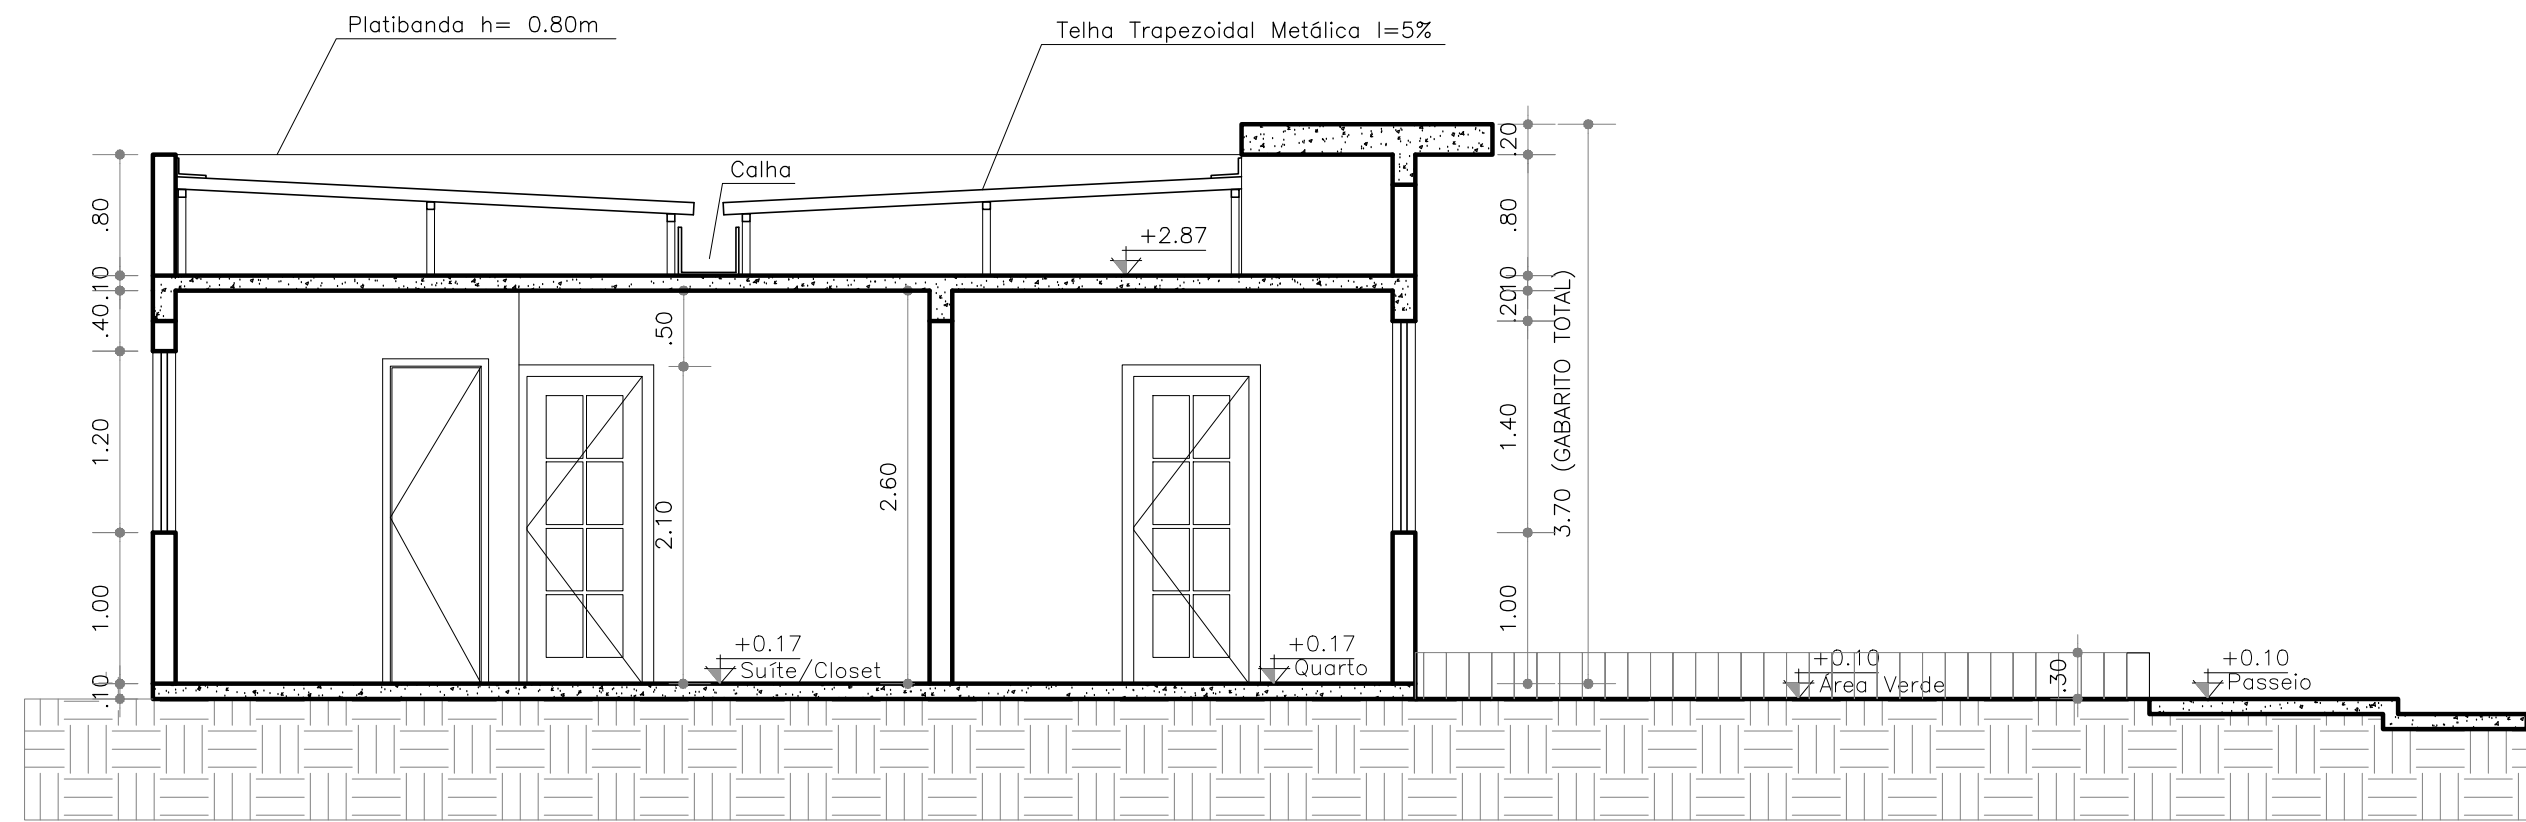 Platibanda h= 0.80m
Telha Trapezoidal Metálica I=5%
Calha
+2.87
.80
.10
.40
1.20
1.00
.10
.50
2.10
2.60
+0.17
Suíte/Closet
+0.17
Quarto
.20
.80
.10
.20
1.40
1.00
3.70 (GABARITO TOTAL)
+0.10
Área Verde
.30
+0.10
Passeio